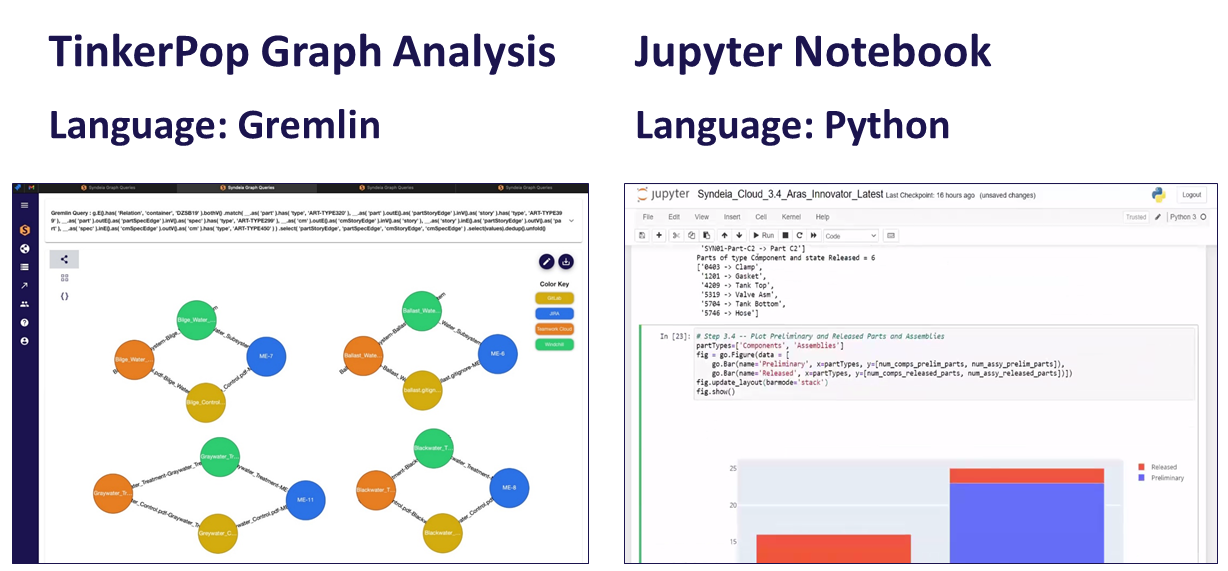 TinkerPop Graph Analysis
Language: Gremlin
Syndeia Graph Queries
Syndeia Graph Queries
Syndeia Graph Queries
Syndeia Graph Queries
Gremlin Query : g.E().has( 'Relation', 'container', 'DZSB19' ).bothV() .match( __.as( 'part' ).has( 'type', 'ART-TYPE320' ), __.as( 'part' ).outE().as( 'partStoryEdge' ).inV().as( 'story' ).has( 'type', 'ART-TYPE39
9' ), __.as( 'part' ).outE().as( 'partSpecEdge' ).inV().as( 'spec' ).has( 'type', 'ART-TYPE299' ), __.as( 'cm' ).outE().as( 'cmStoryEdge' ).inV().as( 'story' ), __.as( 'story' ).inE().as( 'partStoryEdge' ).outV().as( 'pa
rt' ), __.as( 'spec' ).inE().as( 'cmSpecEdge' ).outV().as( 'cm' ).has( 'type', 'ART-TYPE450' ) ) .select( 'partStoryEdge', 'partSpecEdge', 'cmStoryEdge', 'cmSpecEdge' ) .select(values).dedup().unfold()
Color Key
GitLab
JIRA
Teamwork Cloud
Windchill
Bilge_Water_...
Bilge_Water_...
ME-7
Bilge_Control...
Ballast_Wate...
Ballast_Wate...
ME-6
ballast.gitign...
Graywater_Tr...
Graywater_Tr...
ME-11
Graywater_C...
Blackwater_T...
Blackwater_T...
ME-8
Blackwater_...
Jupyter Notebook
Language: Python
jupyter Syndeia_Cloud_3.4_Aras_Innovator_Latest Last Checkpoint: 16 hours ago (unsaved changes)
Logout
File Edit View Insert Cell Kernel Help
Trusted Python 3
Run Code
'SYN01-Part-C2 -> Part C2']
Parts of type Component and state Released = 6
['0403 -> Clamp',
'1201 -> Gasket',
'4209 -> Tank Top',
'5319 -> Valve Asm',
'5704 -> Tank Bottom',
'5746 -> Hose']
In [23]: # Step 3.4 -- Plot Preliminary and Released Parts and Assemblies
partTypes=['Components', 'Assemblies']
fig = go.Figure(data = [
go.Bar(name='Preliminary', x=partTypes, y=[num_comps_prelim_parts, num_assy_prelim_parts]),
go.Bar(name='Released', x=partTypes, y=[num_comps_released_parts, num_assy_released_parts])])
fig.update_layout(barmode='stack')
fig.show()
25
20
15
Released
Preliminary